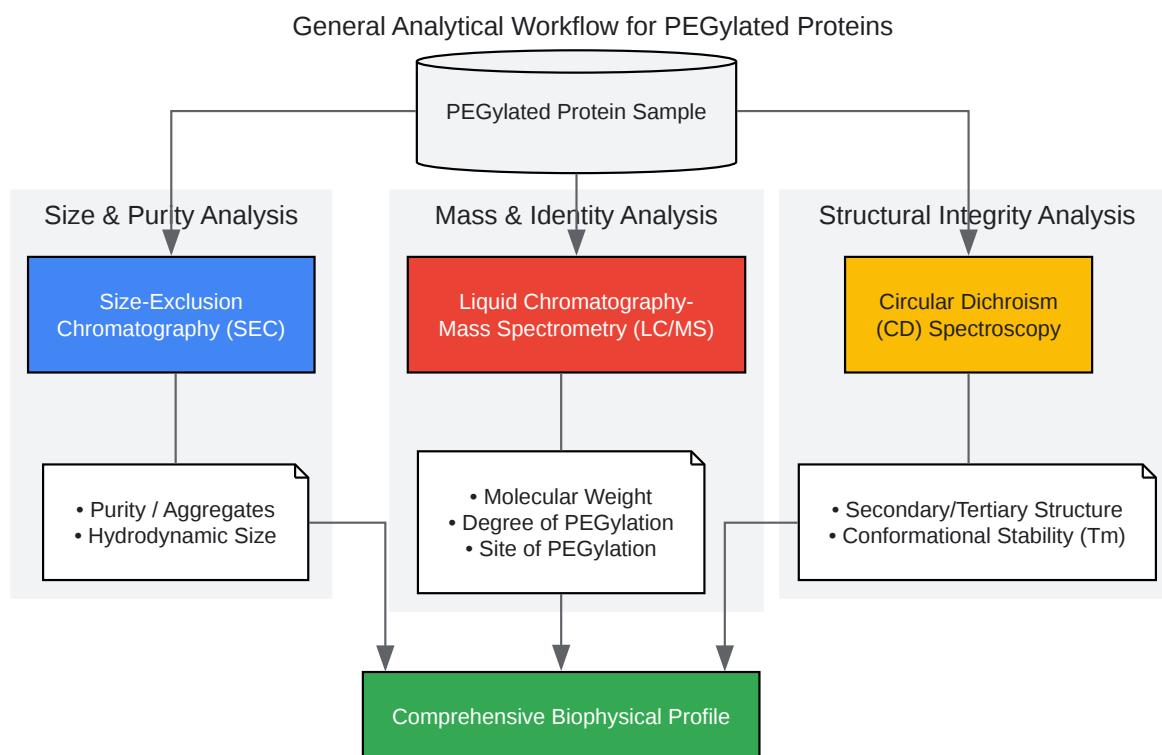 General Analytical Workflow for PEGylated Proteins
PEGylated Protein Sample
Size & Purity Analysis
Size-Exclusion
Chromatography (SEC)
• Purity / Aggregates
• Hydrodynamic Size
Mass & Identity Analysis
Liquid Chromatography-
Mass Spectrometry (LC/MS)
• Molecular Weight
• Degree of PEGylation
• Site of PEGylation
Structural Integrity Analysis
Circular Dichroism
(CD) Spectroscopy
• Secondary/Tertiary Structure
• Conformational Stability (Tm)
Comprehensive Biophysical Profile